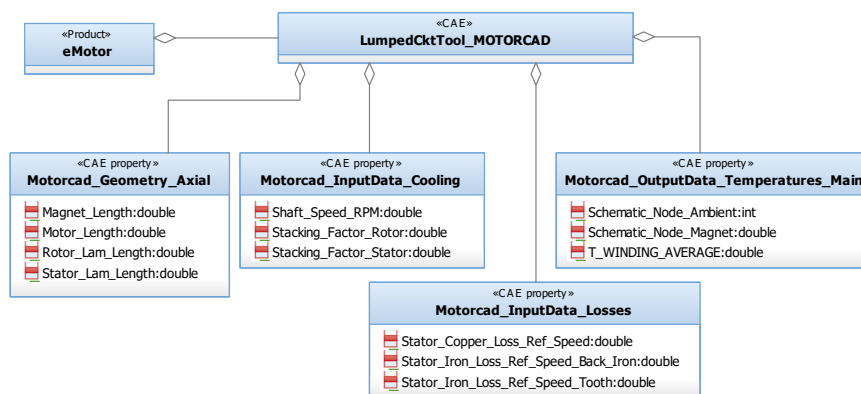 «Product»
eMotor
«CAE»
LumpedCktTool_MOTORCAD
«CAE property»
Motorcad_Geometry_Axial
Magnet_Length:double
Motor_Length:double
Rotor_Lam_Length:double
Stator_Lam_Length:double
«CAE property»
Motorcad_InputData_Cooling
Shaft_Speed_RPM:double
Stacking_Factor_Rotor:double
Stacking_Factor_Stator:double
«CAE property»
Motorcad_OutputData_Temperatures_Main
Schematic_Node_Ambient:int
Schematic_Node_Magnet:double
T_WINDING_AVERAGE:double
«CAE property»
Motorcad_InputData_Losses
Stator_Copper_Loss_Ref_Speed:double
Stator_Iron_Loss_Ref_Speed_Back_Iron:double
Stator_Iron_Loss_Ref_Speed_Tooth:double